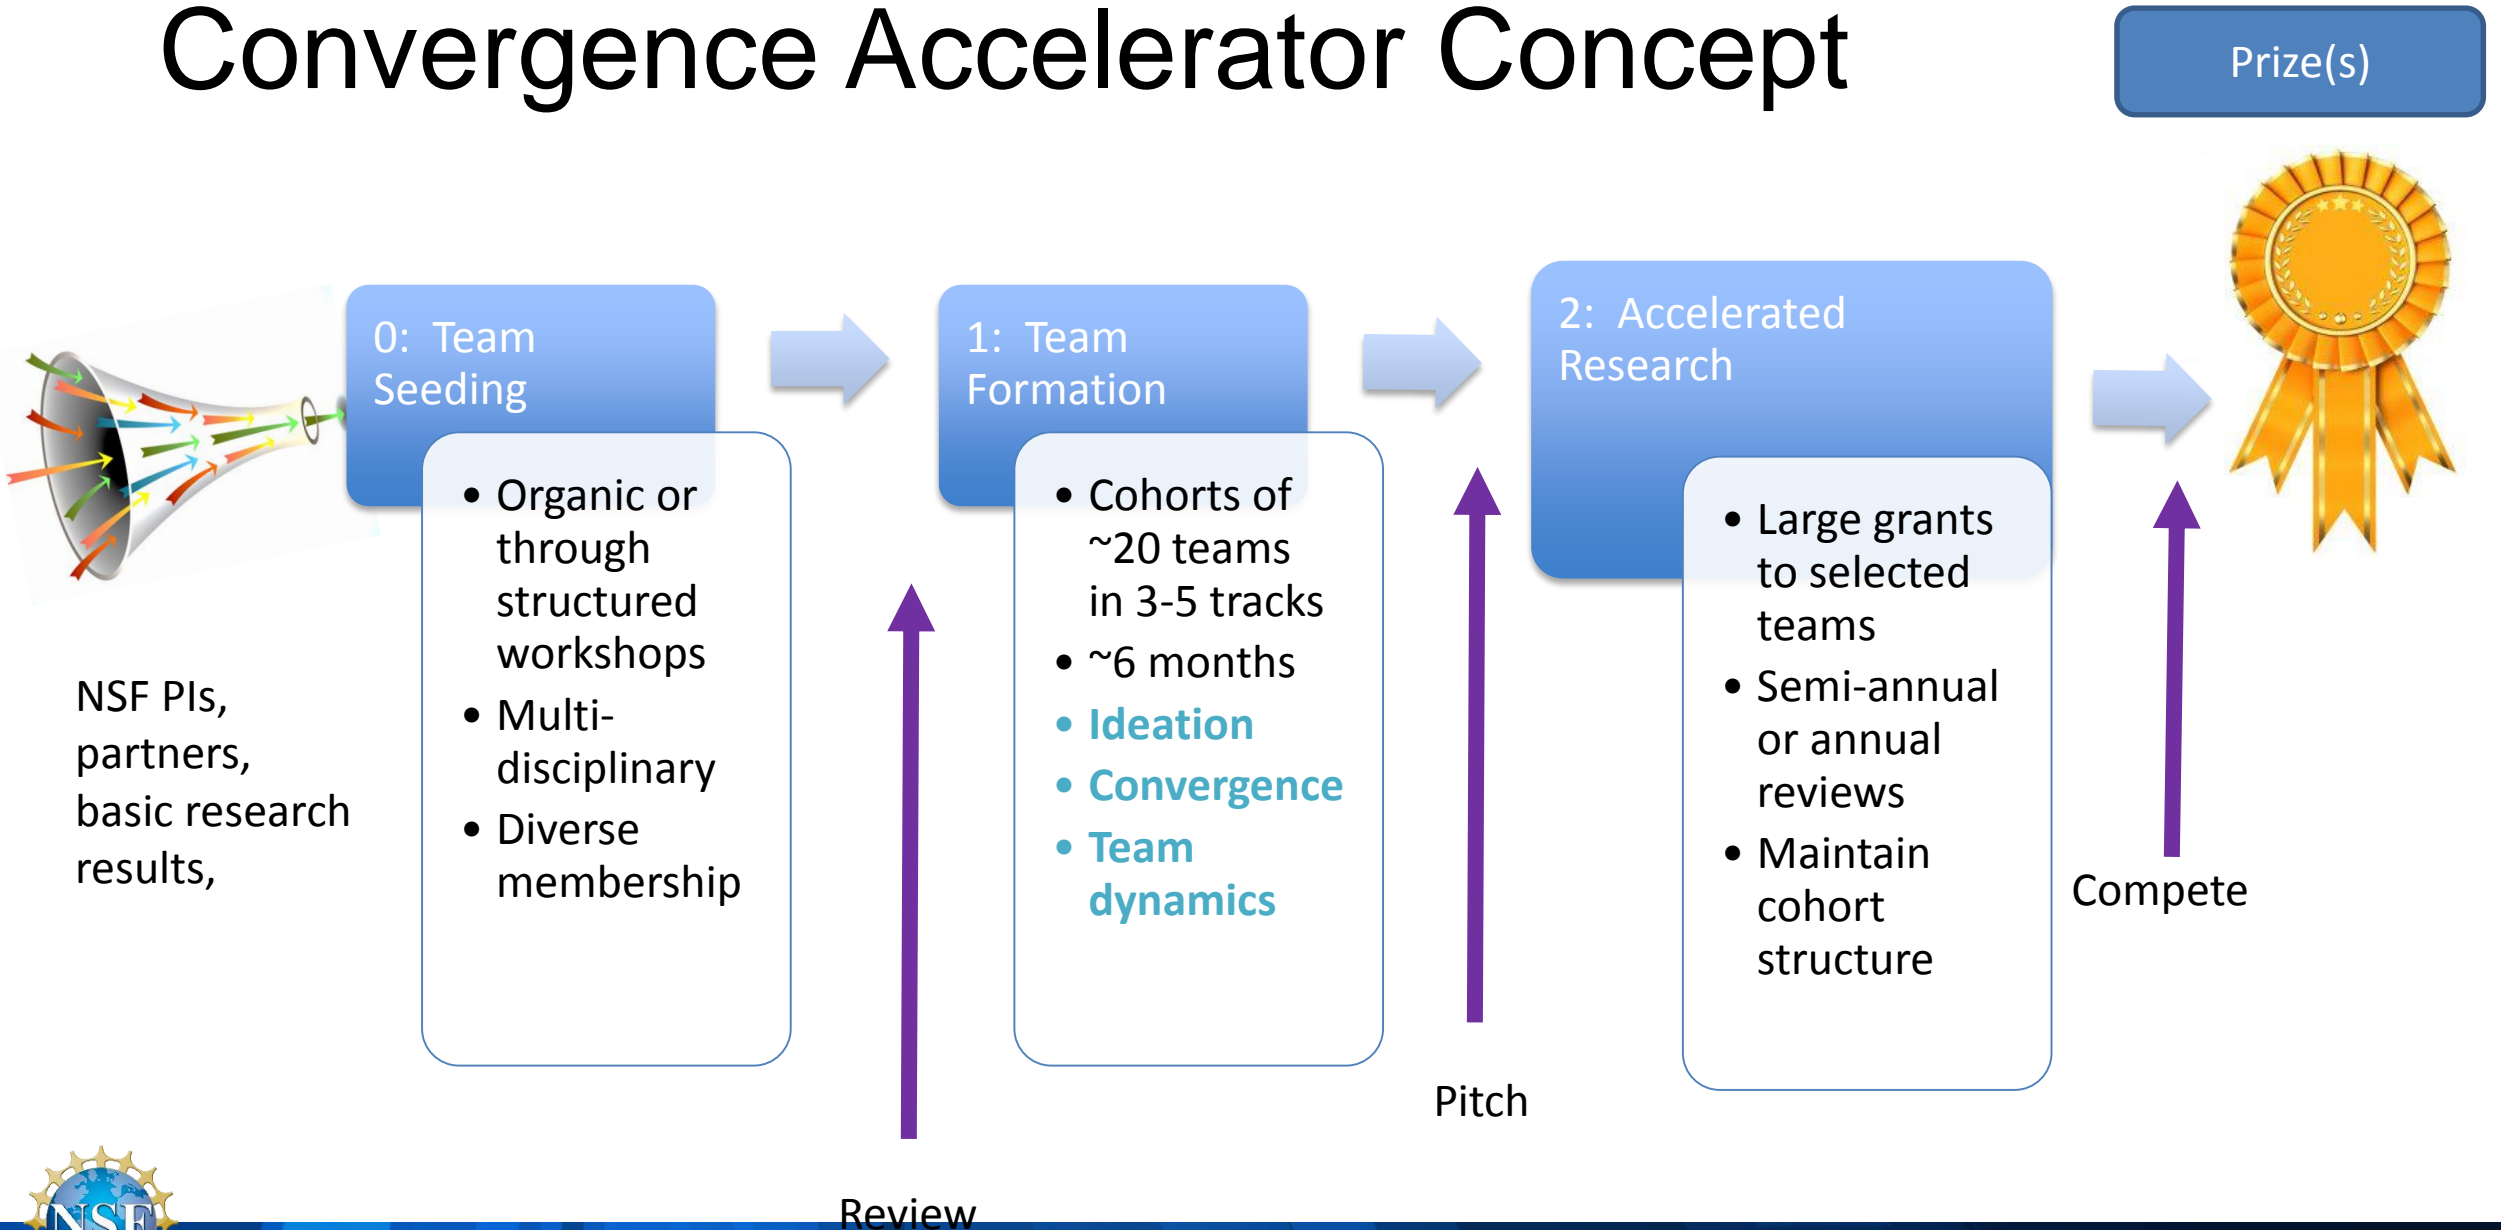 Convergence Accelerator Concept
Prize(s)
NSF PIs,
partners,
basic research
results,
0: Team
Seeding
• Organic or
through
structured
workshops
• Multi-
disciplinary
• Diverse
membership
Review
1: Team
Formation
• Cohorts of
~20 teams
in 3-5 tracks
• ~6 months
• Ideation
• Convergence
• Team
dynamics
Pitch
2: Accelerated
Research
• Large grants
to selected
teams
• Semi-annual
or annual
reviews
• Maintain
cohort
structure
Compete
NSF